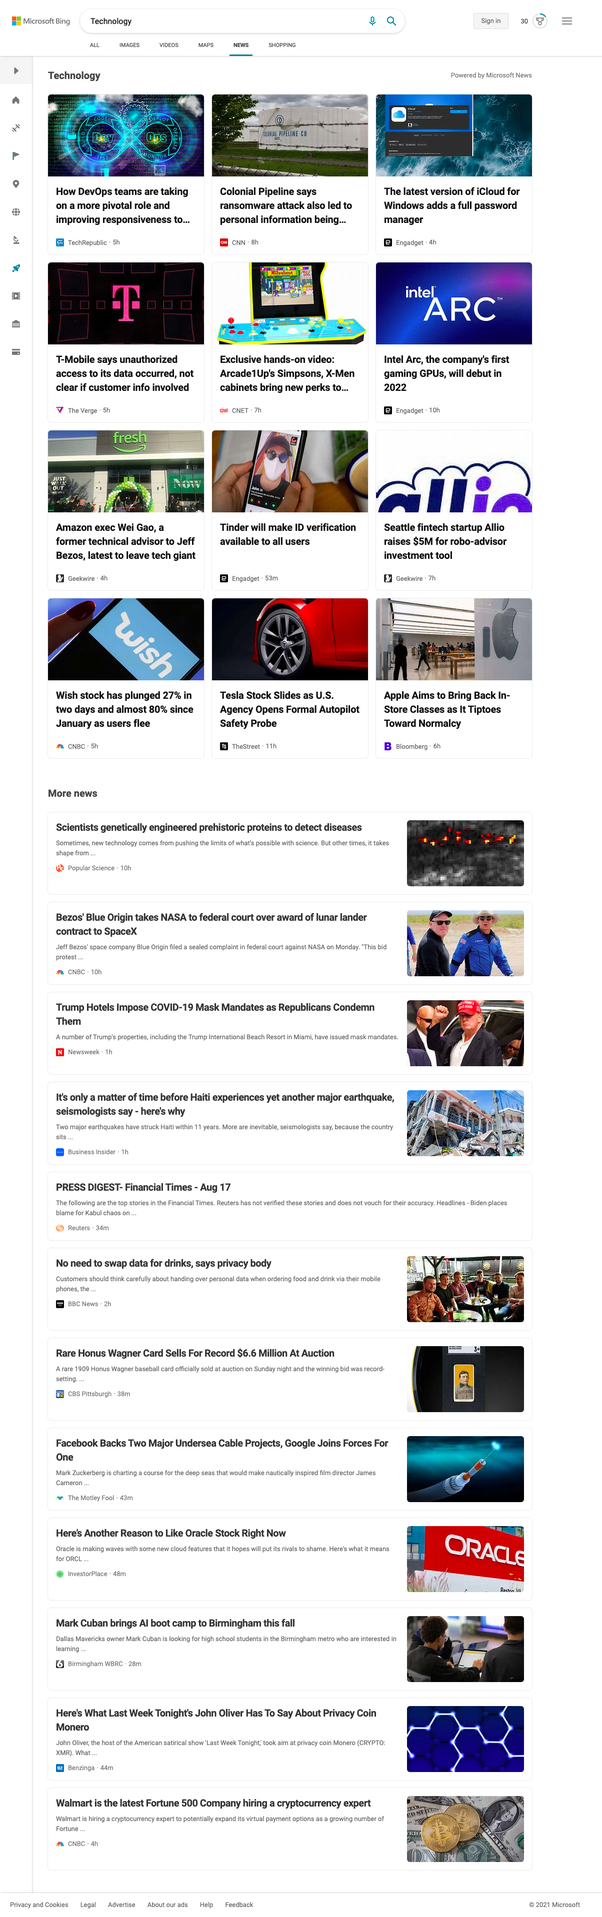 Microsoft Bing
Technology
Sign in
30
ALL IMAGES VIDEOS MAPS NEWS SHOPPING
Technology
Powered by Microsoft News
Dev Ops
How DevOps teams are taking
on a more pivotal role and
improving responsiveness to...
TechRepublic · 5h
COLONIAL PIPELINE CO
Colonial Pipeline says
ransomware attack also led to
personal information being...
CNN · 8h
The latest version of iCloud for
Windows adds a full password
manager
Engadget · 4h
T
T-Mobile says unauthorized
access to its data occurred, not
clear if customer info involved
The Verge · 5h
Exclusive hands-on video:
Arcade1Up's Simpsons, X-Men
cabinets bring new perks to...
CNET · 7h
intel
ARC
Intel Arc, the company's first
gaming GPUs, will debut in
2022
Engadget · 10h
fresh
Amazon exec Wei Gao, a
former technical advisor to Jeff
Bezos, latest to leave tech giant
Geekwire · 4h
Tinder will make ID verification
available to all users
Engadget · 53m
allio
Seattle fintech startup Allio
raises $5M for robo-advisor
investment tool
Geekwire · 7h
wish
Wish stock has plunged 27% in
two days and almost 80% since
January as users flee
CNBC · 5h
Tesla Stock Slides as U.S.
Agency Opens Formal Autopilot
Safety Probe
TheStreet · 11h
Apple Aims to Bring Back In-
Store Classes as It Tiptoes
Toward Normalcy
Bloomberg · 6h
More news
Scientists genetically engineered prehistoric proteins to detect diseases
Sometimes, new technology comes from pushing the limits of what's possible with science. But other times, it takes
shape from ...
Popular Science · 10h
Bezos' Blue Origin takes NASA to federal court over award of lunar lander
contract to SpaceX
Jeff Bezos' space company Blue Origin filed a sealed complaint in federal court against NASA on Monday. "This bid
protest ...
CNBC · 10h
Trump Hotels Impose COVID-19 Mask Mandates as Republicans Condemn
Them
A number of Trump's properties, including the Trump International Beach Resort in Miami, have issued mask mandates.
Newsweek · 1h
It's only a matter of time before Haiti experiences yet another major earthquake,
seismologists say - here's why
Two major earthquakes have struck Haiti within 11 years. More are inevitable, seismologists say, because the country
sits ...
Business Insider · 1h
PRESS DIGEST- Financial Times - Aug 17
The following are the top stories in the Financial Times. Reuters has not verified these stories and does not vouch for their accuracy. Headlines - Biden places
blame for Kabul chaos on ...
Reuters · 34m
No need to swap data for drinks, says privacy body
Customers should think carefully about handing over personal data when ordering food and drink via their mobile
phones, the ...
BBC News · 2h
Rare Honus Wagner Card Sells For Record $6.6 Million At Auction
A rare 1909 Honus Wagner baseball card officially sold at auction on Sunday night and the winning bid was record-
setting. ...
CBS Pittsburgh · 38m
Facebook Backs Two Major Undersea Cable Projects, Google Joins Forces For
One
Mark Zuckerberg is charting a course for the deep seas that would make nautically inspired film director James
Cameron ...
The Motley Fool · 43m
Here's Another Reason to Like Oracle Stock Right Now
Oracle is making waves with some new cloud features that it hopes will put its rivals to shame. Here's what it means
for ORCL ...
InvestorPlace · 48m
ORACLE
Mark Cuban brings AI boot camp to Birmingham this fall
Dallas Mavericks owner Mark Cuban is looking for high school students in the Birmingham metro who are interested in
learning ...
Birmingham WBRC · 28m
Here's What Last Week Tonight's John Oliver Has To Say About Privacy Coin
Monero
John Oliver, the host of the American satirical show 'Last Week Tonight,' took aim at privacy coin Monero (CRYPTO:
XMR). What ...
Benzinga · 44m
Walmart is the latest Fortune 500 Company hiring a cryptocurrency expert
Walmart is hiring a cryptocurrency expert to potentially expand its virtual payment options as a growing number of
Fortune ...
CNBC · 4h
Privacy and Cookies Legal Advertise About our ads Help Feedback
© 2021 Microsoft